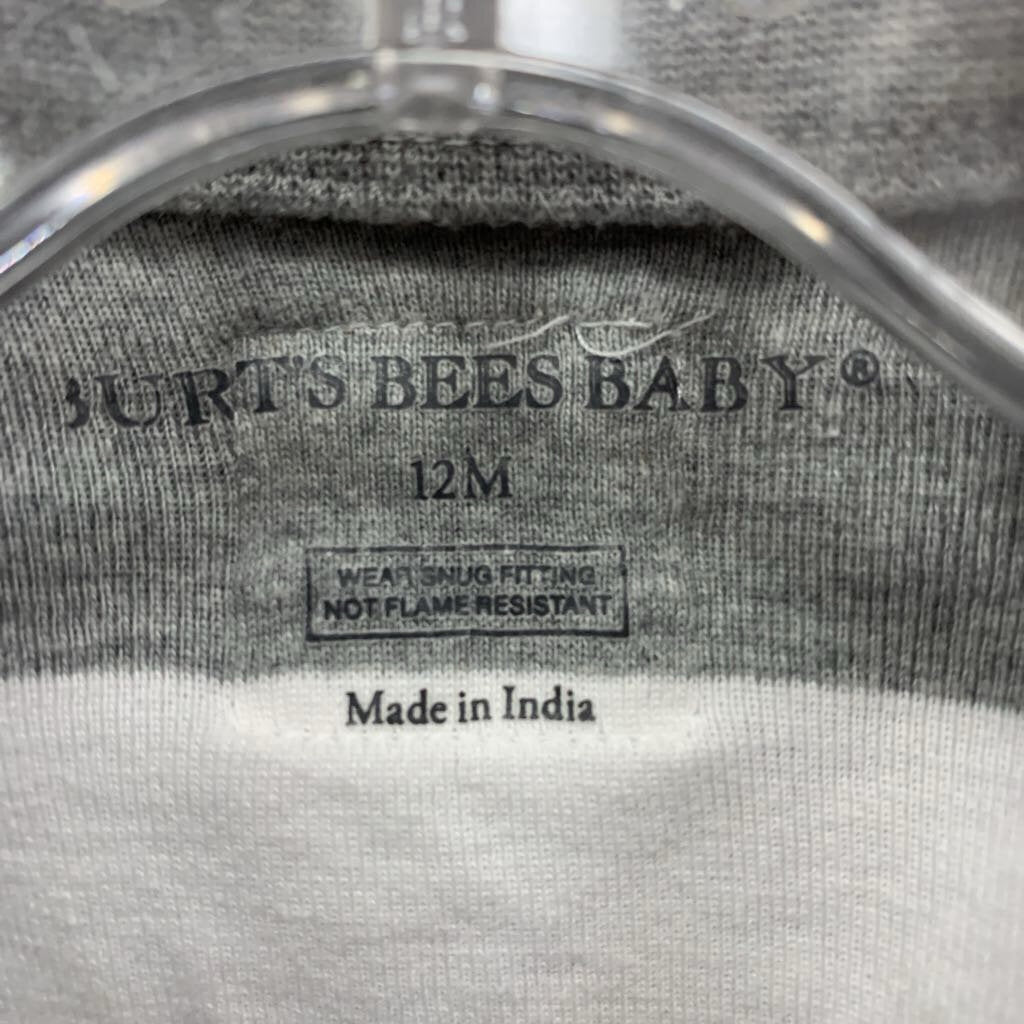 BURT'S BEES BABY®
12M
WEAR SNUG FITTING
NOT FLAME RESISTANT
Made in India